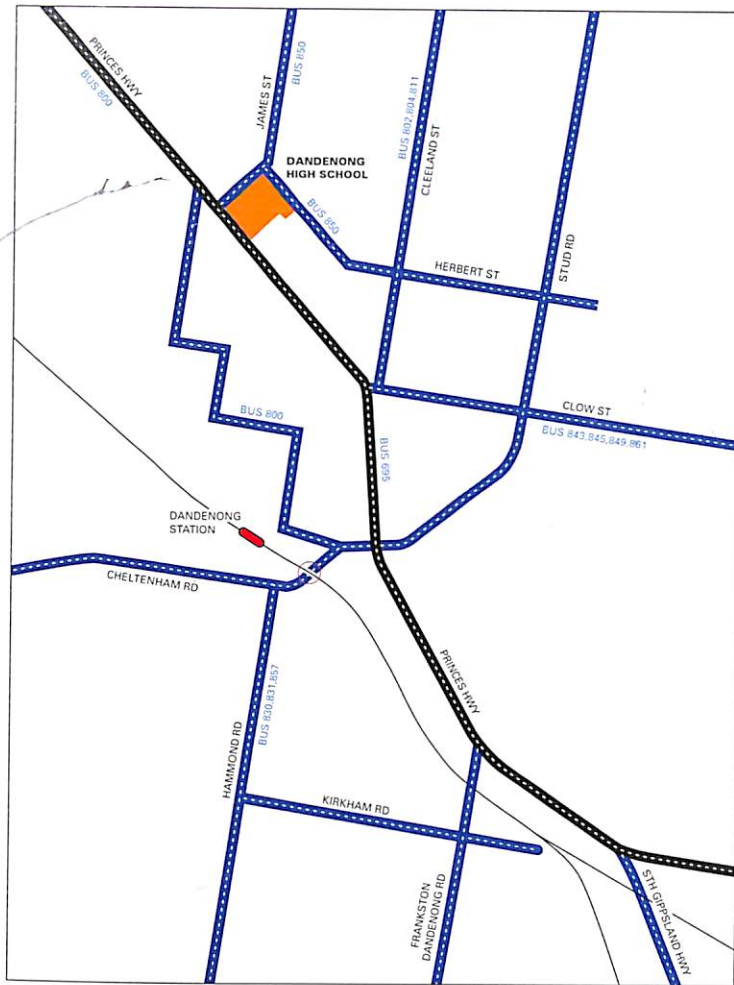 PRINCES HWY
BUS 800
JAMES ST
BUS 850
BUS 802,804,811
CLEELAND ST
DANDENONG
HIGH SCHOOL
BUS 850
HERBERT ST
STUD RD
BUS 800
BUS 695
CLOW ST
BUS 843,845,849,861
DANDENONG
STATION
CHELTENHAM RD
PRINCES HWY
HAMMOND RD
BUS 830,831,857
KIRKHAM RD
FRANKSTON
DANDENONG RD
STH GIPPSLAND HWY